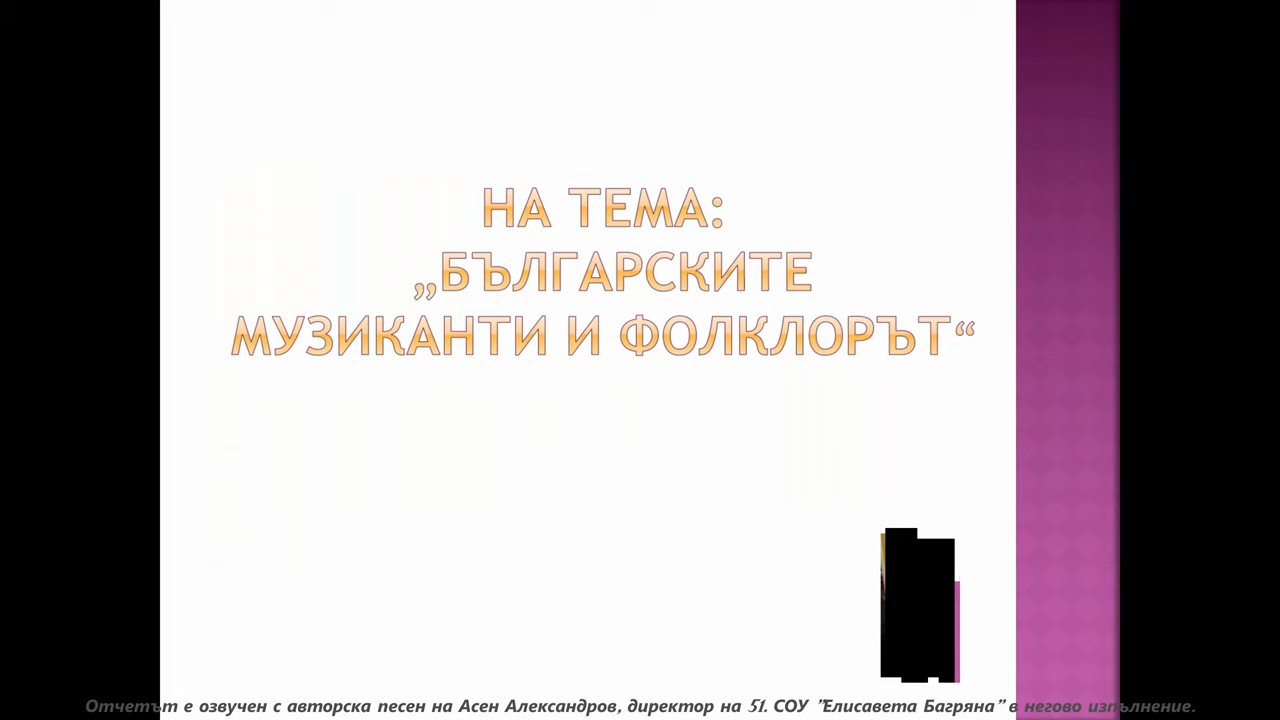 НА ТЕМА:
„БЪЛГАРСКИТЕ
МУЗИКАНТИ И ФОЛКЛОРЪТ“
Отчетът е озвучен с авторска песен на Асен Александров, директор на 51. СОУ ”Елисавета Багряна” в негово изпълнение.